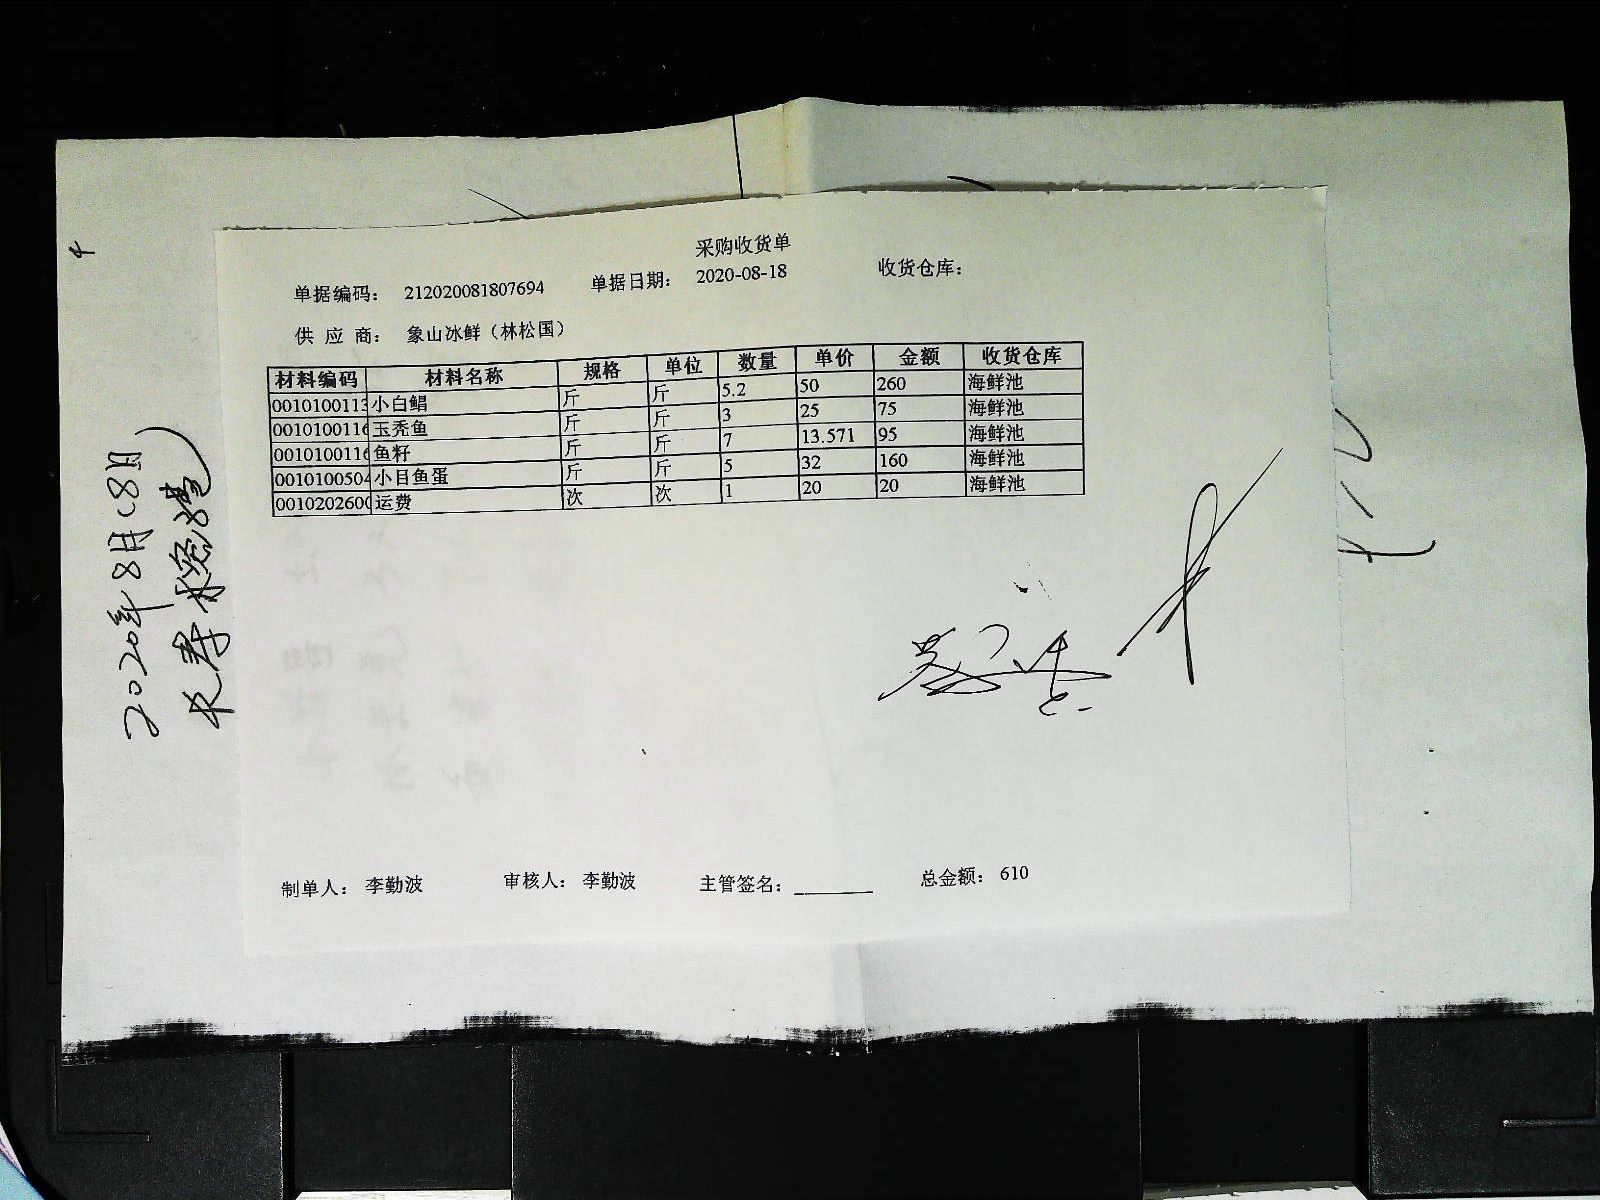 采购收货单
单据编码： 212020081807694 单据日期： 2020-08-18 收货仓库：
供 应 商： 象山冰鲜（林松国）
材料编码 材料名称 规格 单位 数量 单价 金额 收货仓库
0010100113 小白鲳 斤 斤 5.2 50 260 海鲜池
0010100116 玉秃鱼 斤 斤 3 25 75 海鲜池
0010100116 鱼籽 斤 斤 7 13.571 95 海鲜池
0010100504 小目鱼蛋 斤 斤 5 32 160 海鲜池
0010202600 运费 次 次 1 20 20 海鲜池
制单人： 李勤波 审核人： 李勤波 主管签名： 总金额： 610
2020年8月(8月)